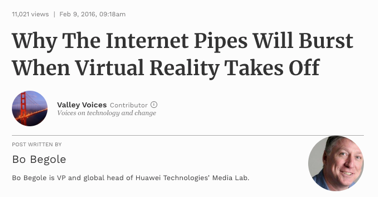 11,021 views | Feb 9, 2016, 09:18am
Why The Internet Pipes Will Burst
When Virtual Reality Takes Off
Valley Voices Contributor
Voices on technology and change
POST WRITTEN BY
Bo Begole
Bo Begole is VP and global head of Huawei Technologies' Media Lab.